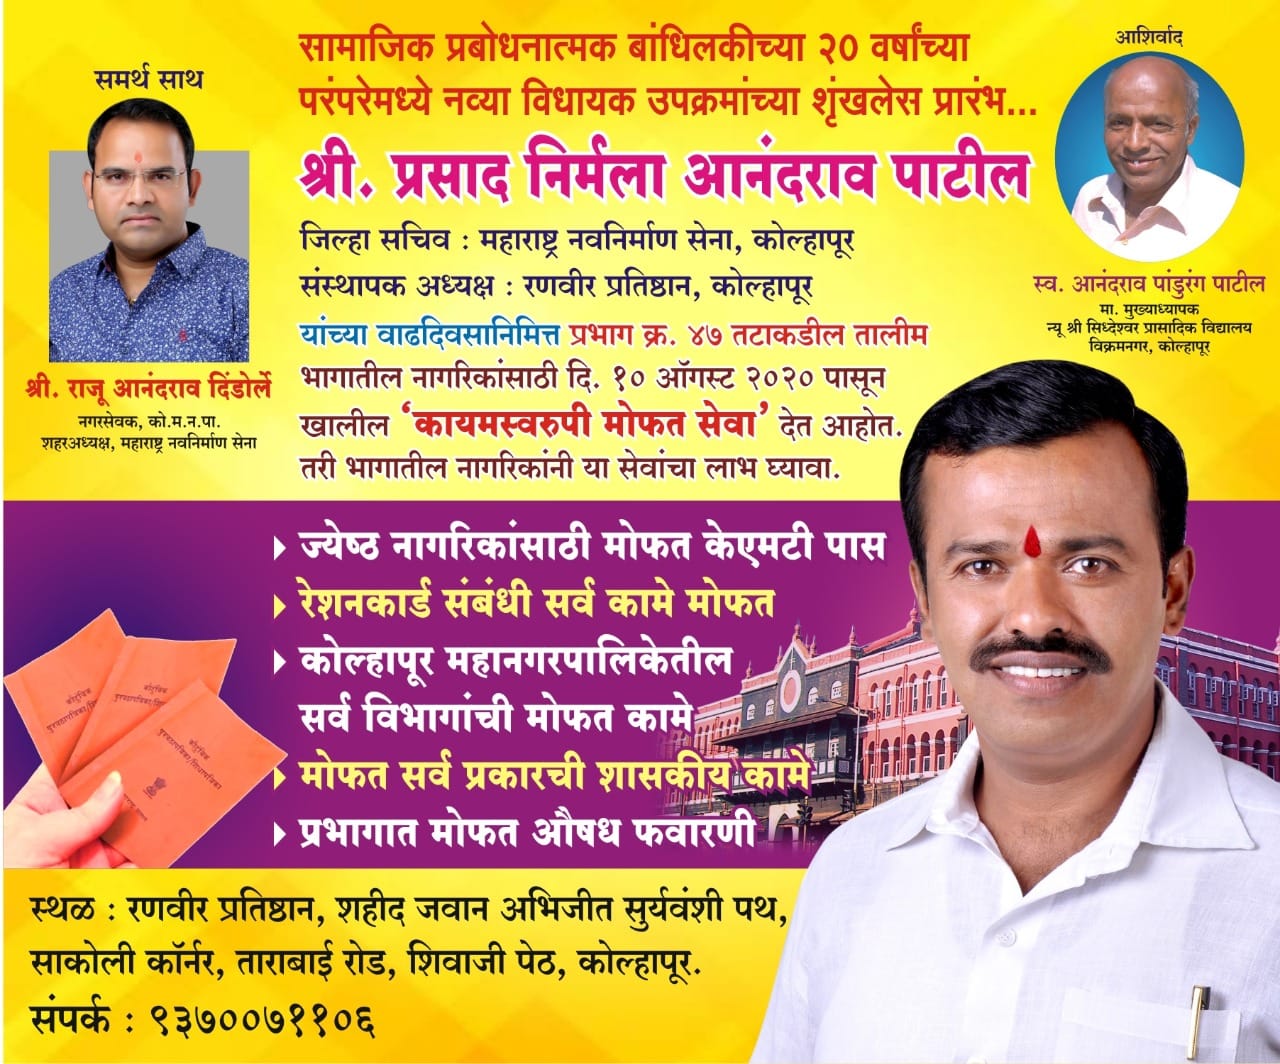 सामाजिक प्रबोधनात्मक बांधिलकीच्या २० वर्षांच्या
परंपरेमध्ये नव्या विधायक उपक्रमांच्या शृंखलेस प्रारंभ...
श्री. प्रसाद निर्मला आनंदराव पाटील
जिल्हा सचिव : महाराष्ट्र नवनिर्माण सेना, कोल्हापूर
संस्थापक अध्यक्ष : रणवीर प्रतिष्ठान, कोल्हापूर
यांच्या वाढदिवसानिमित्त प्रभाग क्र. ४७ तटाकडील तालीम
भागातील नागरिकांसाठी दि. १० ऑगस्ट २०२० पासून
खालील 'कायमस्वरुपी मोफत सेवा' देत आहोत.
तरी भागातील नागरिकांनी या सेवांचा लाभ घ्यावा.
समर्थ साथ
श्री. राजू आनंदराव दिंडोर्ले
नगरसेवक, को.म.न.पा.
शहरअध्यक्ष, महाराष्ट्र नवनिर्माण सेना
आशिर्वाद
स्व. आनंदराव पांडुरंग पाटील
मा. मुख्याध्यापक
न्यू श्री सिध्देश्वर प्रासादिक विद्यालय
विक्रमनगर, कोल्हापूर
ज्येष्ठ नागरिकांसाठी मोफत केएमटी पास
रेशनकार्ड संबंधी सर्व कामे मोफत
कोल्हापूर महानगरपालिकेतील
सर्व विभागांची मोफत कामे
मोफत सर्व प्रकारची शासकीय कामे
प्रभागात मोफत औषध फवारणी
स्थळ : रणवीर प्रतिष्ठान, शहीद जवान अभिजीत सुर्यवंशी पथ,
साकोली कॉर्नर, ताराबाई रोड, शिवाजी पेठ, कोल्हापूर.
संपर्क : ९३७००७११०६